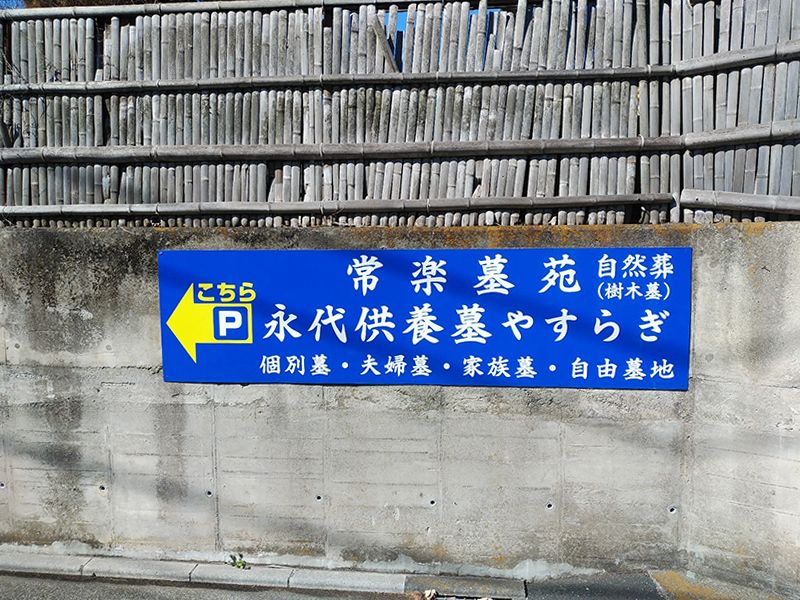 常楽墓苑 自然葬
(樹木墓)
こちら
P
永代供養墓やすらぎ
個別墓・夫婦墓・家族墓・自由墓地